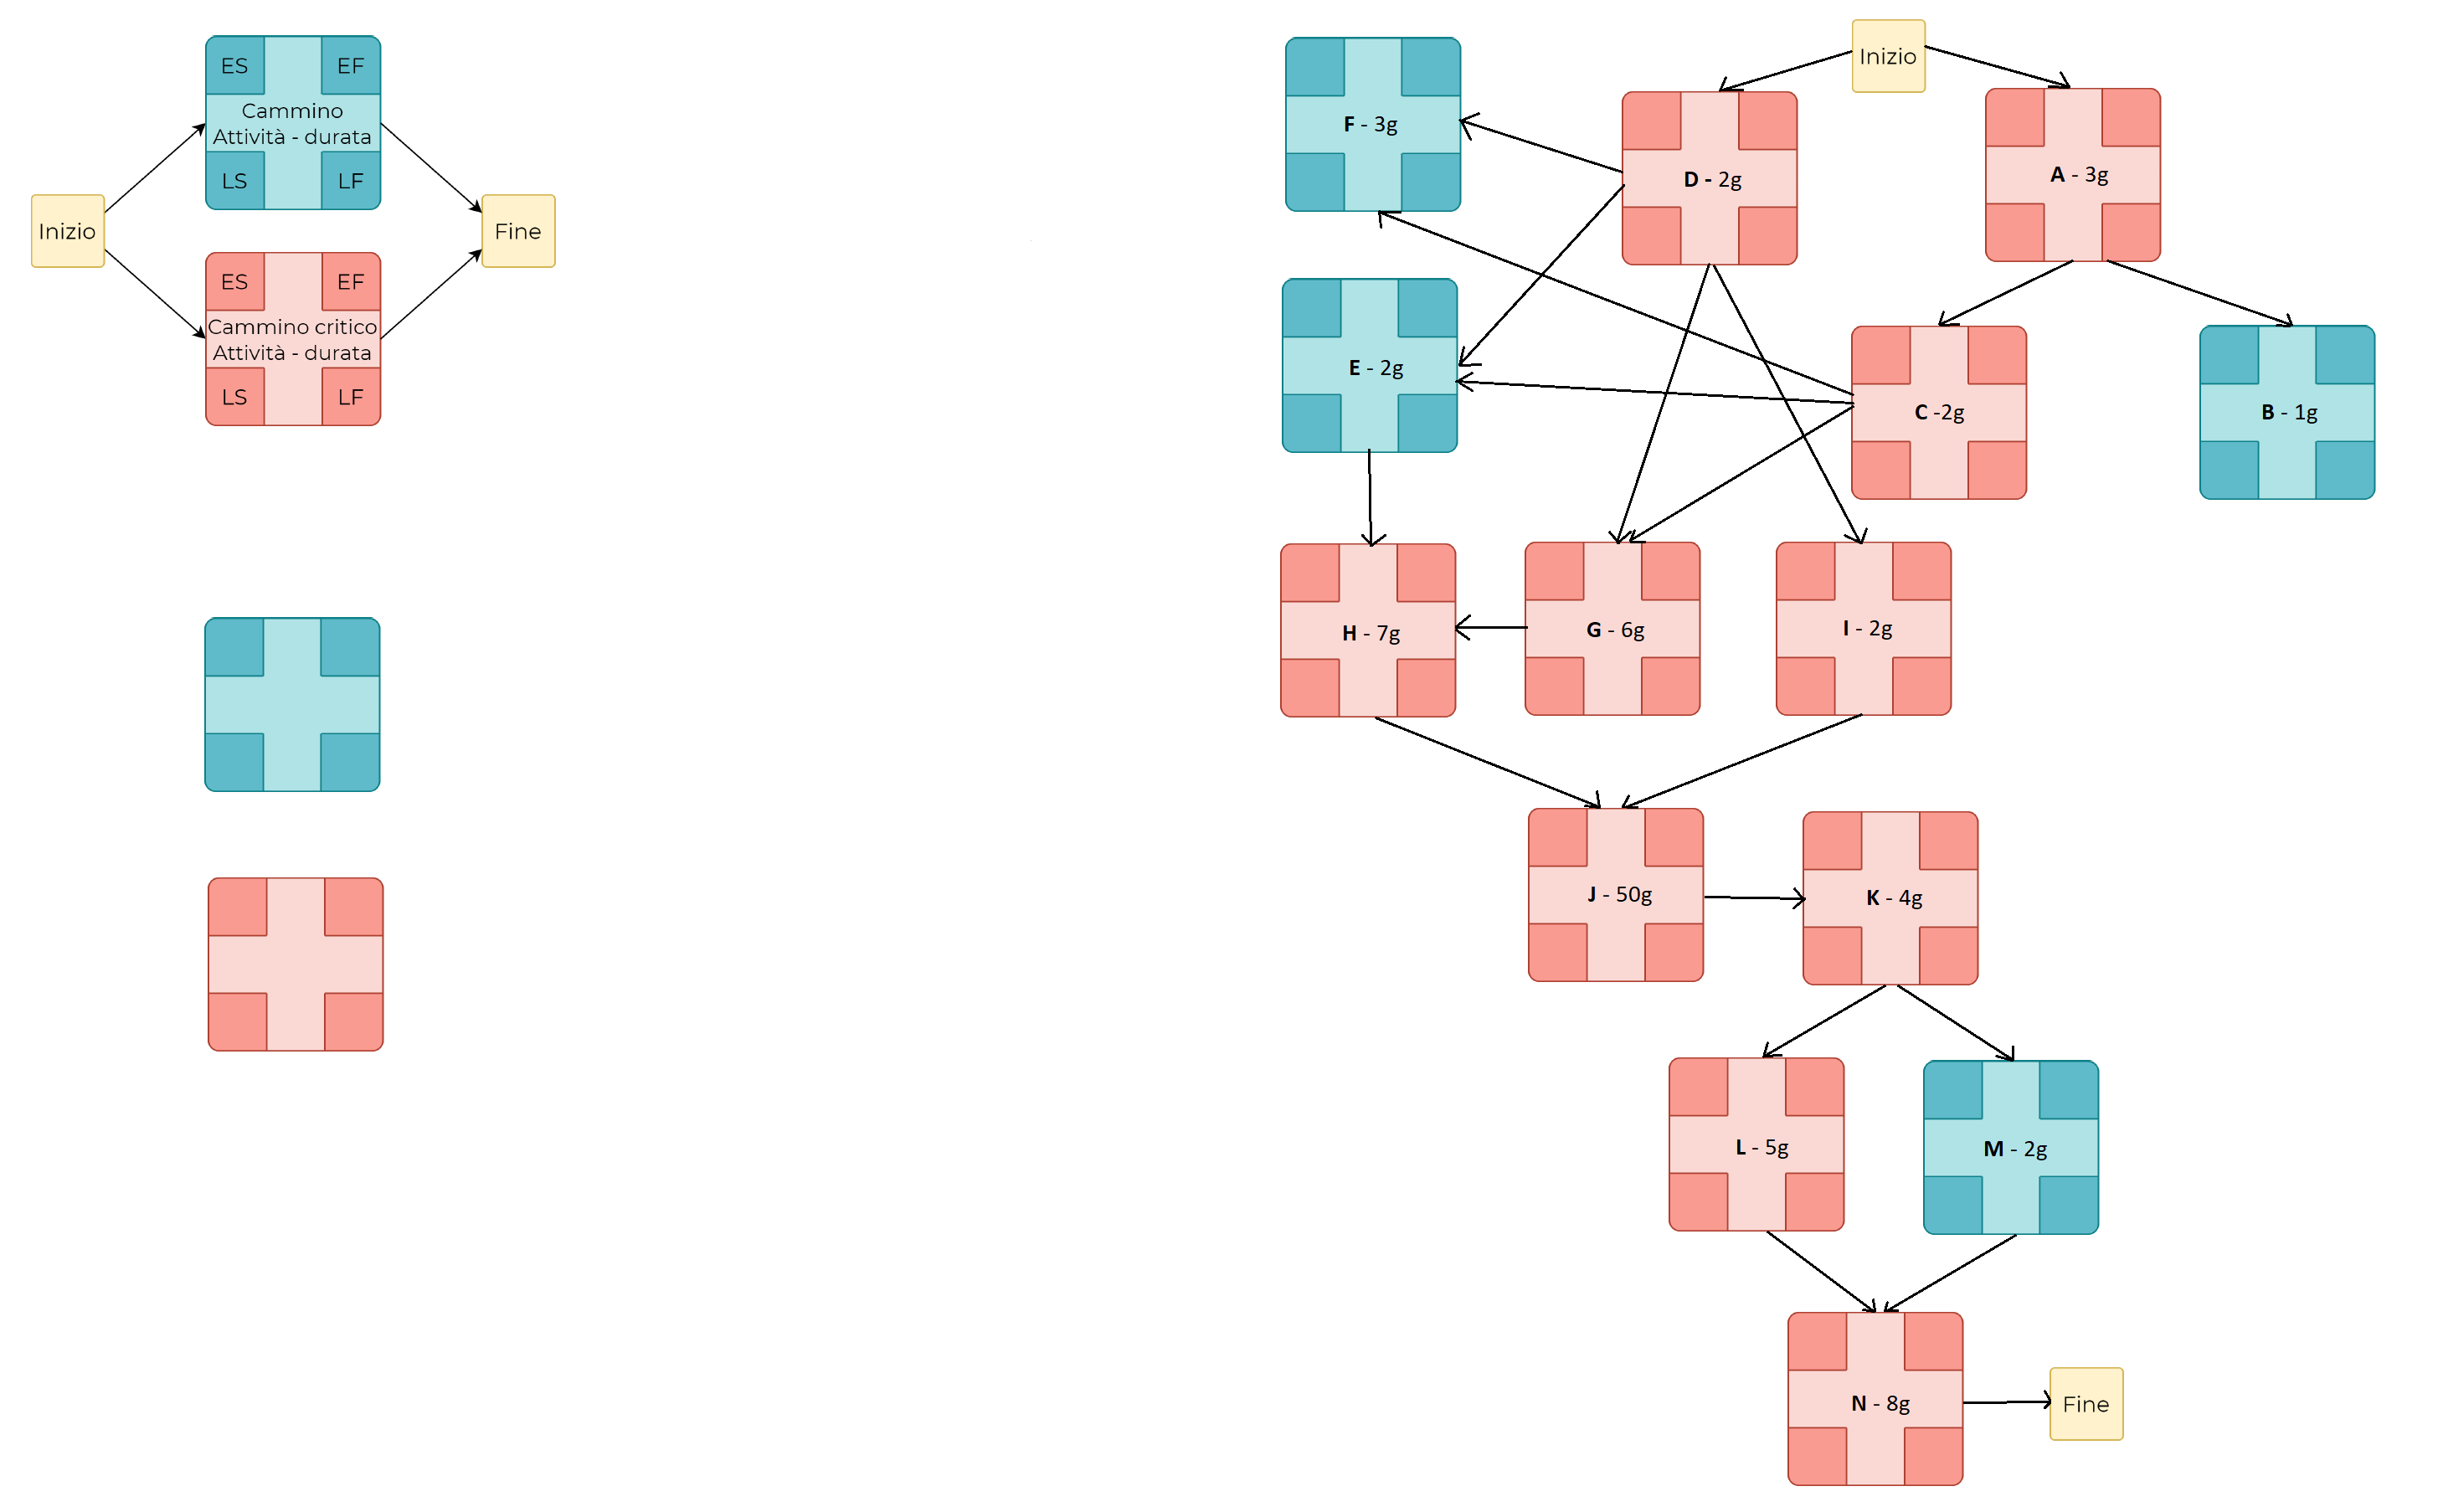 ES
EF
Cammino
Attività - durata
LS
LF
Inizio
Fine
ES
EF
Cammino critico
Attività - durata
LS
LF
Inizio
F - 3g
D - 2g
A - 3g
E - 2g
C -2g
B - 1g
H - 7g
G - 6g
I - 2g
J - 50g
K - 4g
L - 5g
M - 2g
N - 8g
Fine